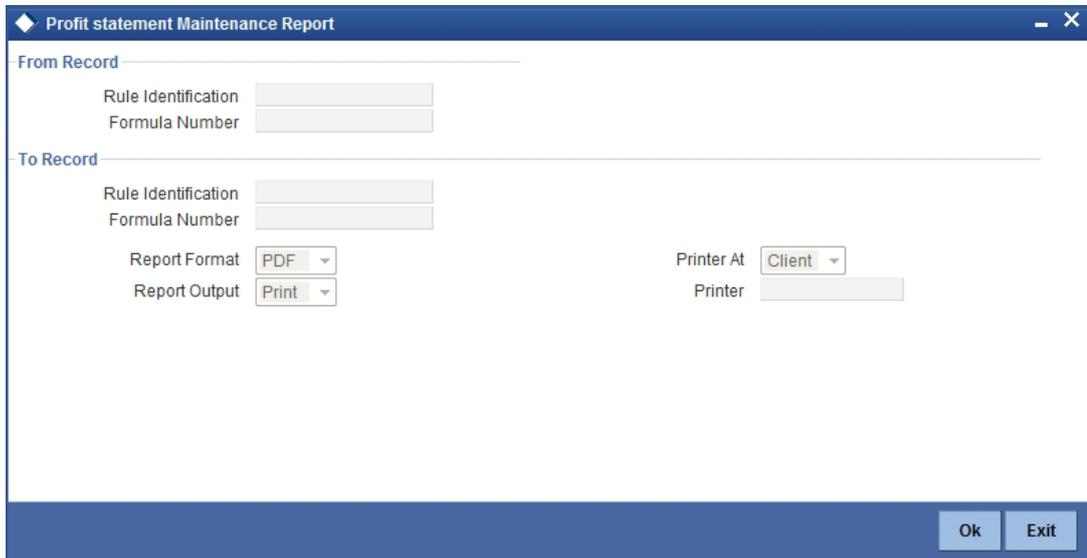 Profit statement Maintenance Report
From Record
Rule Identification
Formula Number
To Record
Rule Identification
Formula Number
Report Format PDF Printer At Client
Report Output Print Printer
Ok Exit